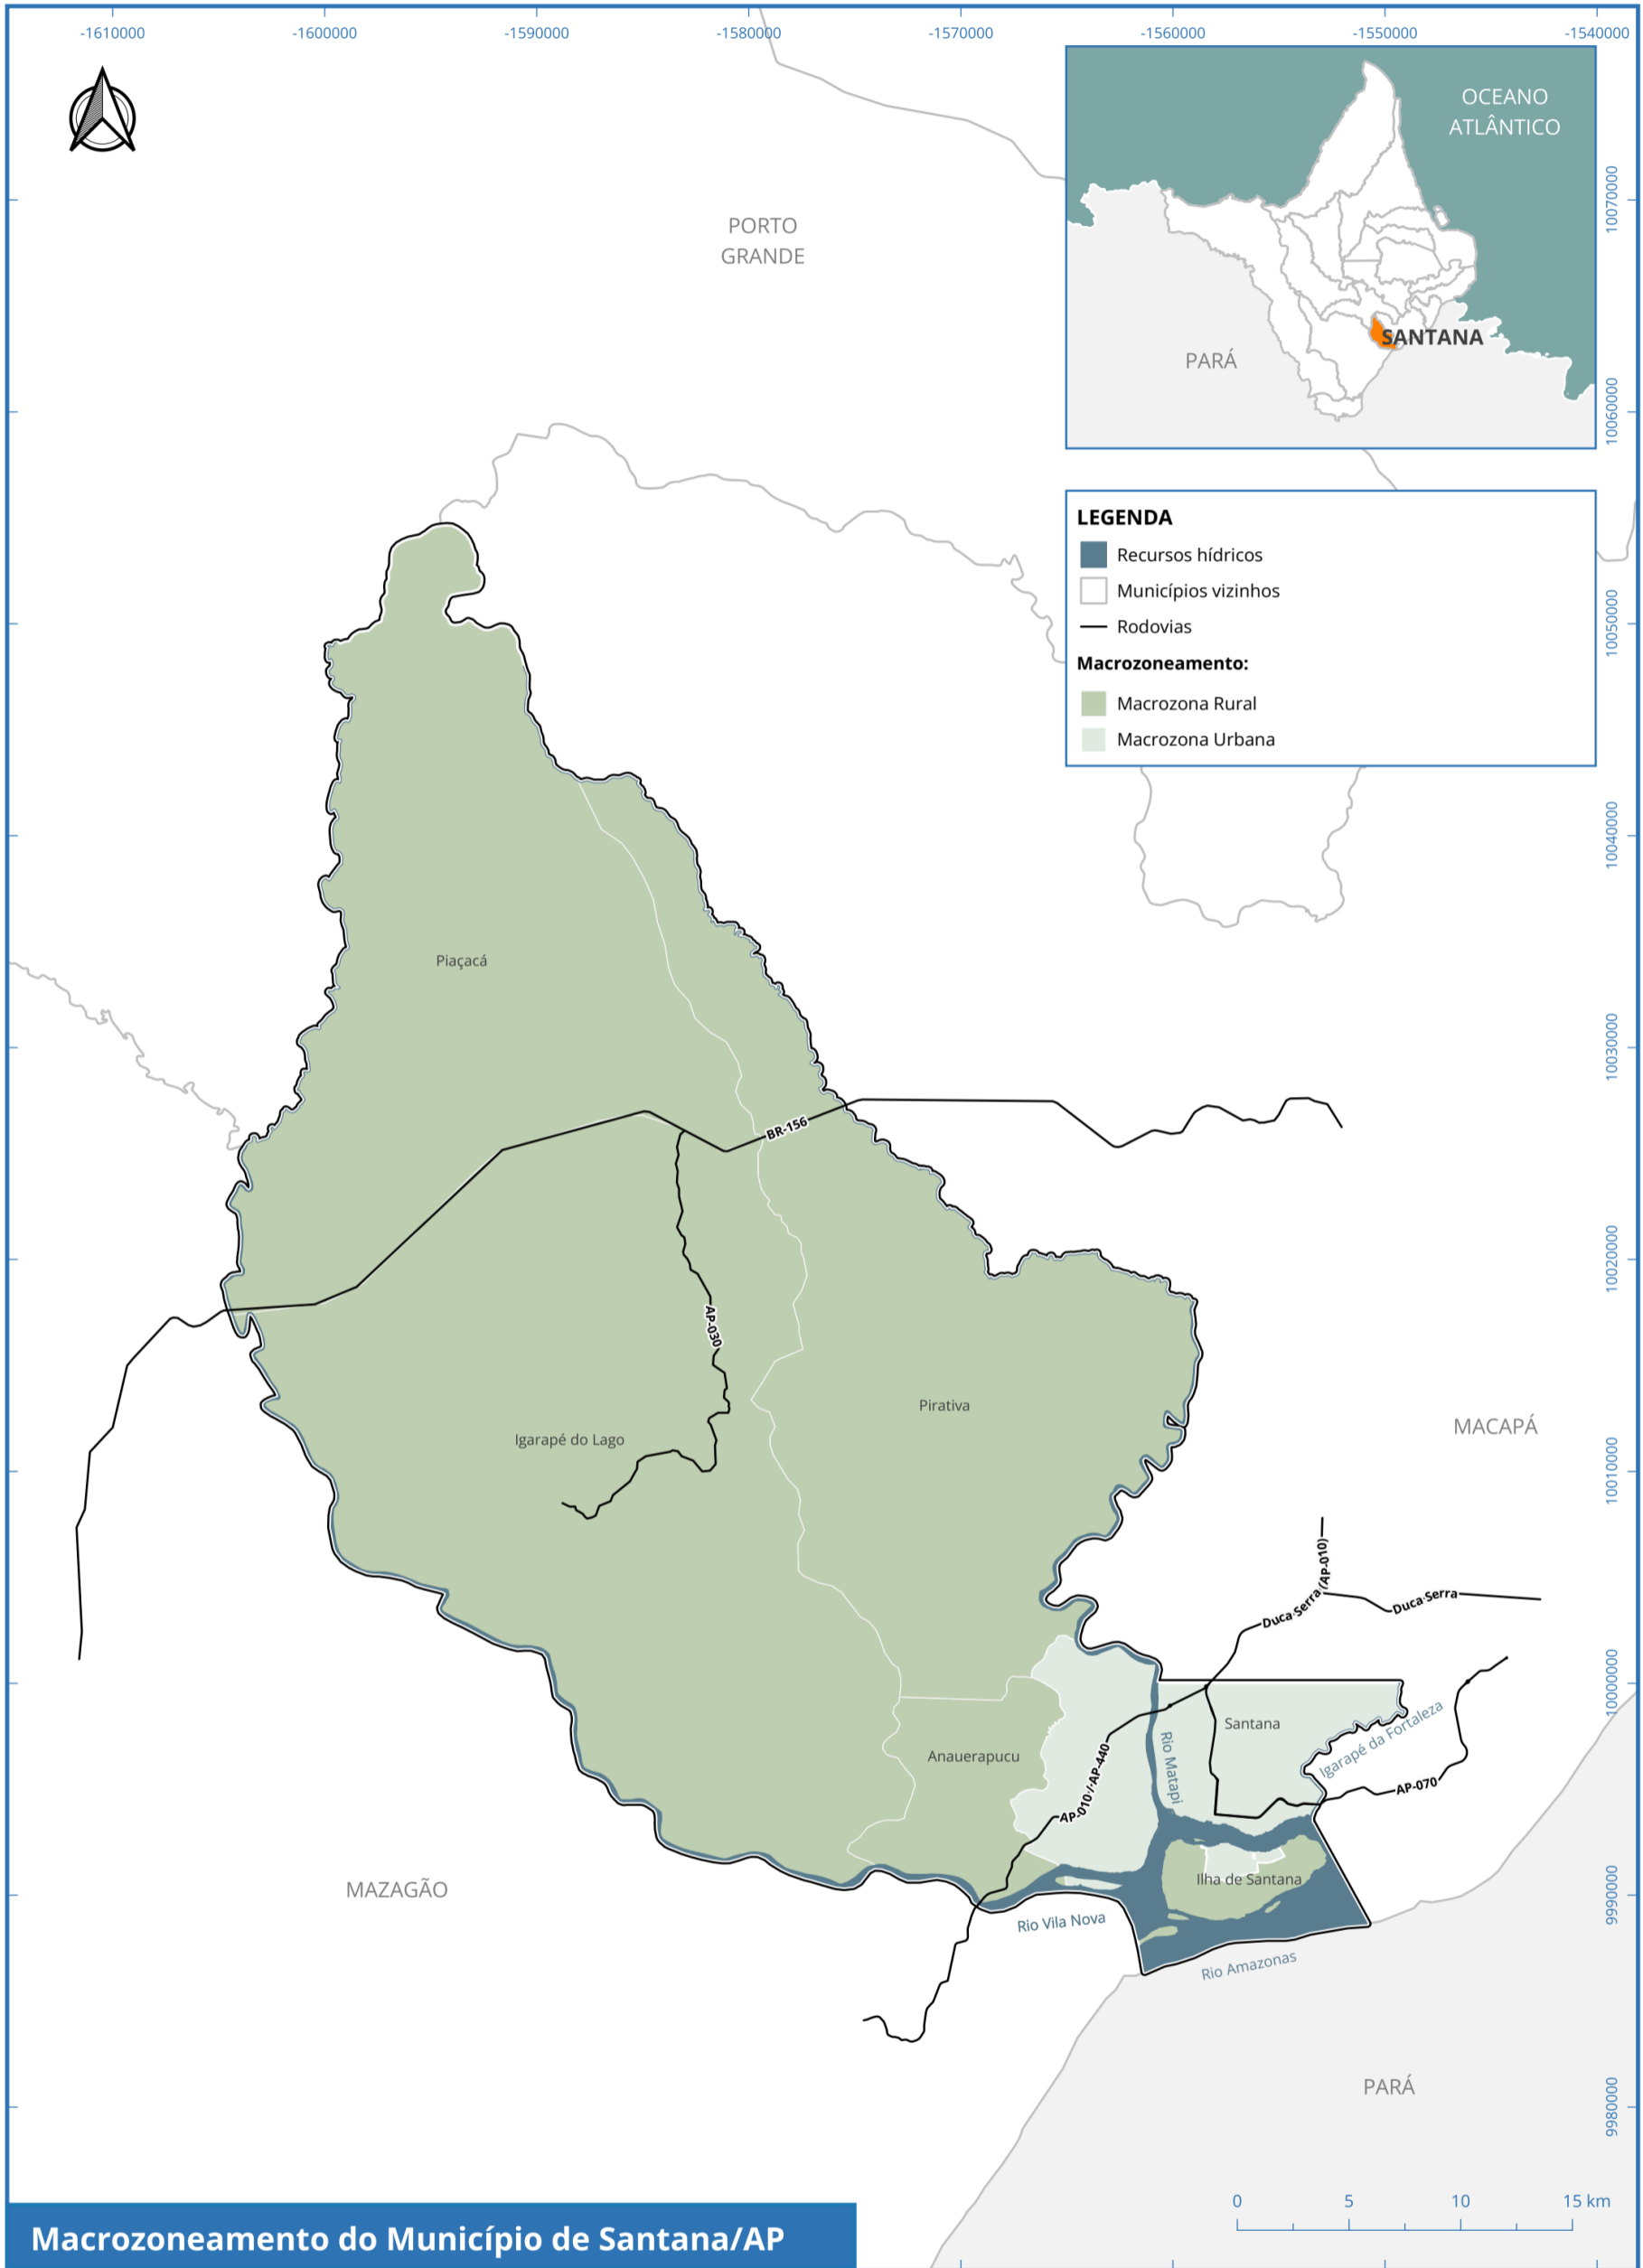 -1610000
-1600000
-1590000
-1580000
-1570000
-1560000
-1550000
-1540000
OCEANO
ATLÂNTICO
SANTANA
PARÁ
10070000
10060000
10050000
10040000
10030000
10020000
10010000
10000000
9990000
9980000
PORTO
GRANDE
LEGENDA
Recursos hídricos
Municípios vizinhos
Rodovias
Macrozoneamento:
Macrozona Rural
Macrozona Urbana
Piaçacá
BR-156
AP-030
Pirativa
Igarapé do Lago
MACAPÁ
Duca Serra (AP-010)
Duca Serra
Santana
Igarapé da Fortaleza
Rio Matapi
Anauerapucu
AP-010 / AP-440
AP-070
Ilha de Santana
MAZAGÃO
Rio Vila Nova
Rio Amazonas
PARÁ
0 5 10 15 km
Macrozoneamento do Município de Santana/AP